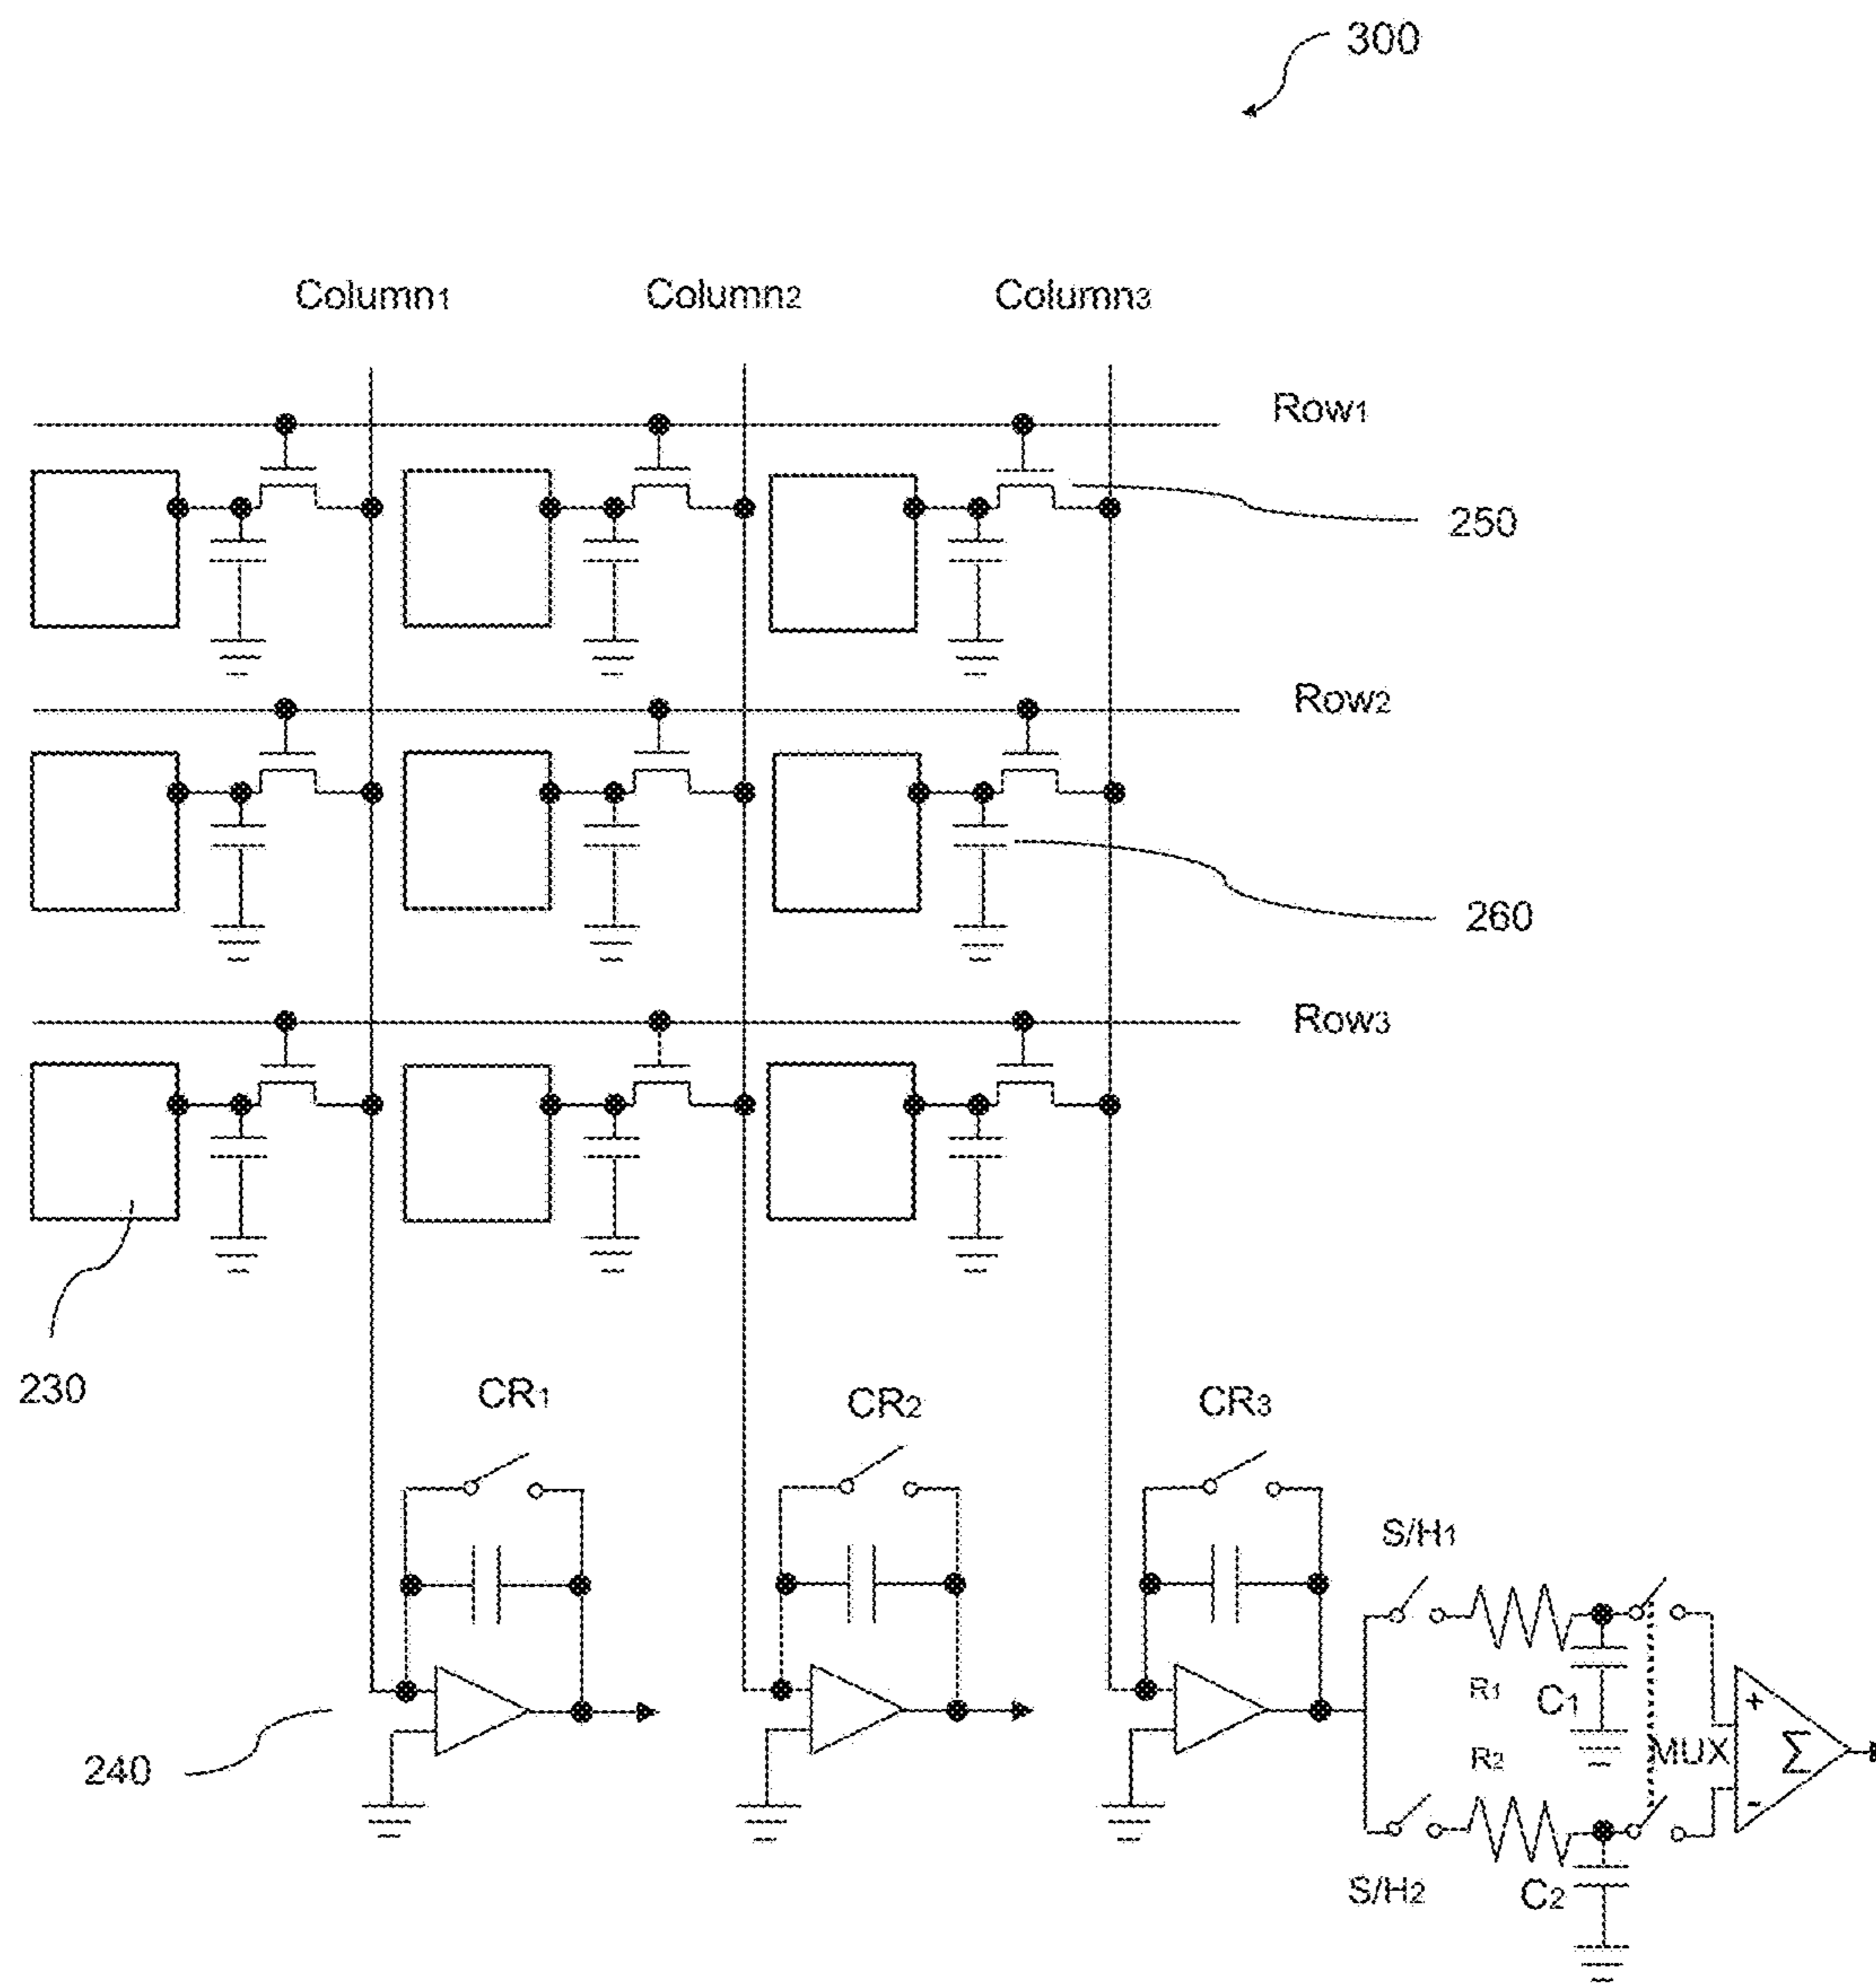 300
Column1 Column2 Column3
Row1
250
Row2
260
Row3
230
CR1 CR2 CR3
S/H1
R1 C1
240 R2 MUX Σ
+
-
S/H2 C2